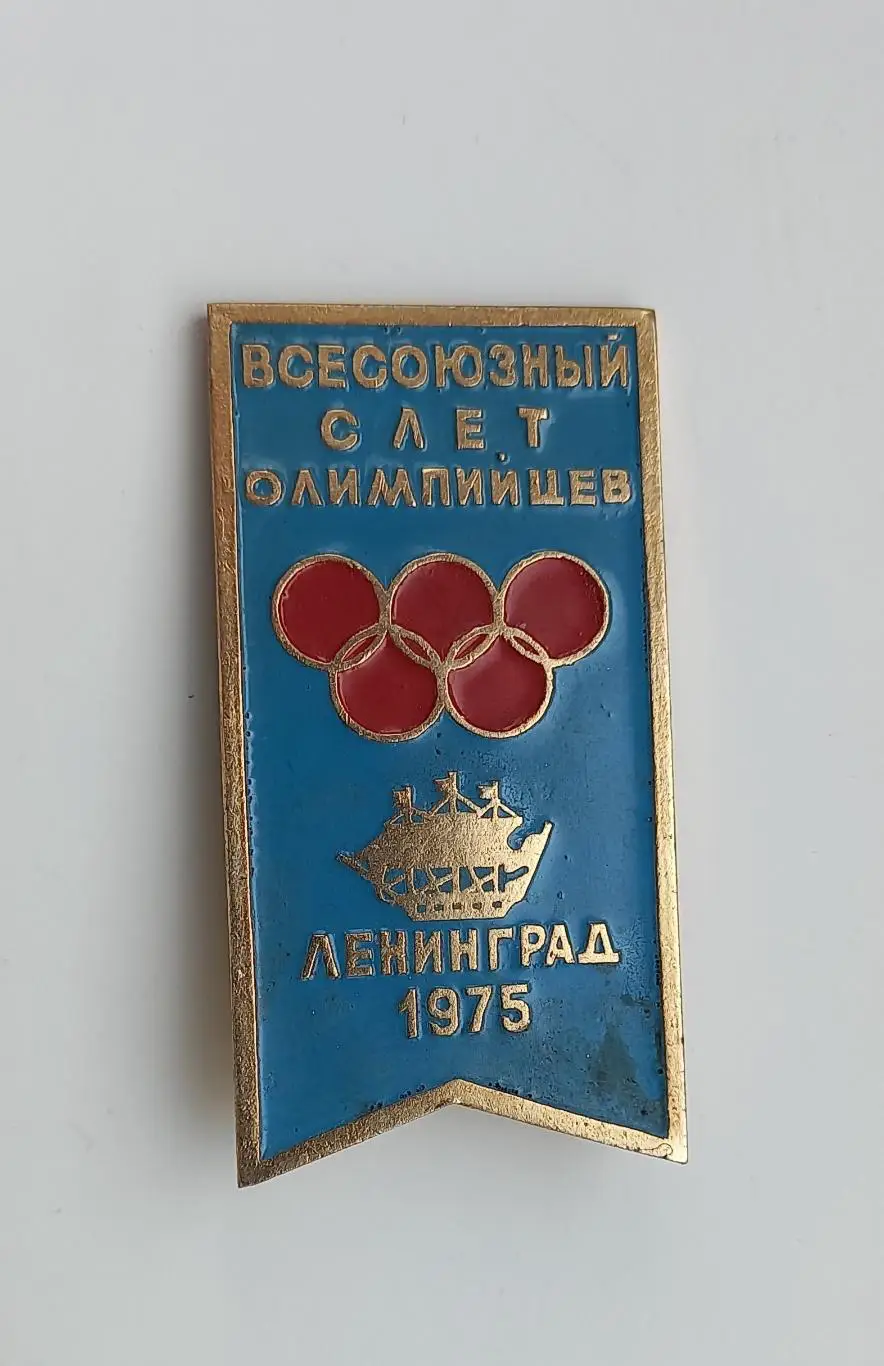 ВСЕСОЮЗНЫЙ
СЛЕТ
ОЛИМПИЙЦЕВ
ЛЕНИНГРАД
1975